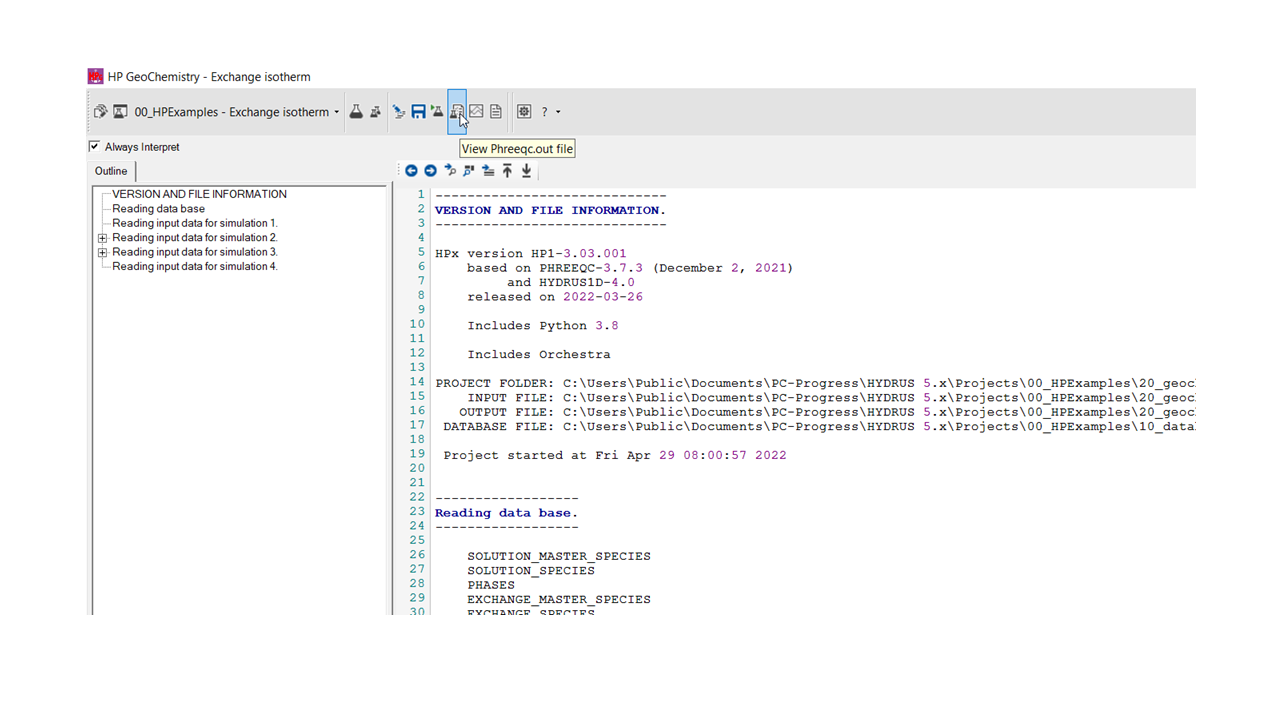 HP GeoChemistry - Exchange isotherm
00_HPExamples - Exchange isotherm
?
Always Interpret
View Phreeqc.out file
Outline
VERSION AND FILE INFORMATION
Reading data base
Reading input data for simulation 1.
Reading input data for simulation 2.
Reading input data for simulation 3.
Reading input data for simulation 4.
1 -----------------------------
2 VERSION AND FILE INFORMATION.
3 -----------------------------
4
5 HPx version HP1-3.03.001
6 based on PHREEQC-3.7.3 (December 2, 2021)
7 and HYDRUS1D-4.0
8 released on 2022-03-26
9
10 Includes Python 3.8
11
12 Includes Orchestra
13
14 PROJECT FOLDER: C:\Users\Public\Documents\PC-Progress\HYDRUS 5.x\Projects\00_HPExamples\20_geoc
15 INPUT FILE: C:\Users\Public\Documents\PC-Progress\HYDRUS 5.x\Projects\00_HPExamples\20_geoc
16 OUTPUT FILE: C:\Users\Public\Documents\PC-Progress\HYDRUS 5.x\Projects\00_HPExamples\20_geoc
17 DATABASE FILE: C:\Users\Public\Documents\PC-Progress\HYDRUS 5.x\Projects\00_HPExamples\10_data
18
19 Project started at Fri Apr 29 08:00:57 2022
20
21
22 ------------------
23 Reading data base.
24 ------------------
25
26 SOLUTION_MASTER_SPECIES
27 SOLUTION_SPECIES
28 PHASES
29 EXCHANGE_MASTER_SPECIES
30 EXCHANGE_SPECIES